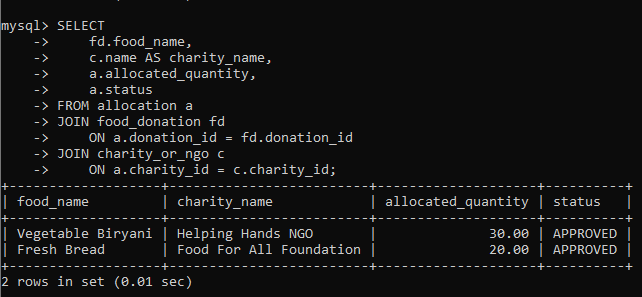 mysql> SELECT
    ->     fd.food_name,
    ->     c.name AS charity_name,
    ->     a.allocated_quantity,
    ->     a.status
    -> FROM allocation a
    -> JOIN food_donation fd
    ->     ON a.donation_id = fd.donation_id
    -> JOIN charity_or_ngo c
    ->     ON a.charity_id = c.charity_id;
+-------------------+-------------------------+--------------------+----------+
| food_name         | charity_name            | allocated_quantity | status   |
+-------------------+-------------------------+--------------------+----------+
| Vegetable Biryani | Helping Hands NGO       |              30.00 | APPROVED |
| Fresh Bread       | Food For All Foundation |              20.00 | APPROVED |
+-------------------+-------------------------+--------------------+----------+
2 rows in set (0.01 sec)